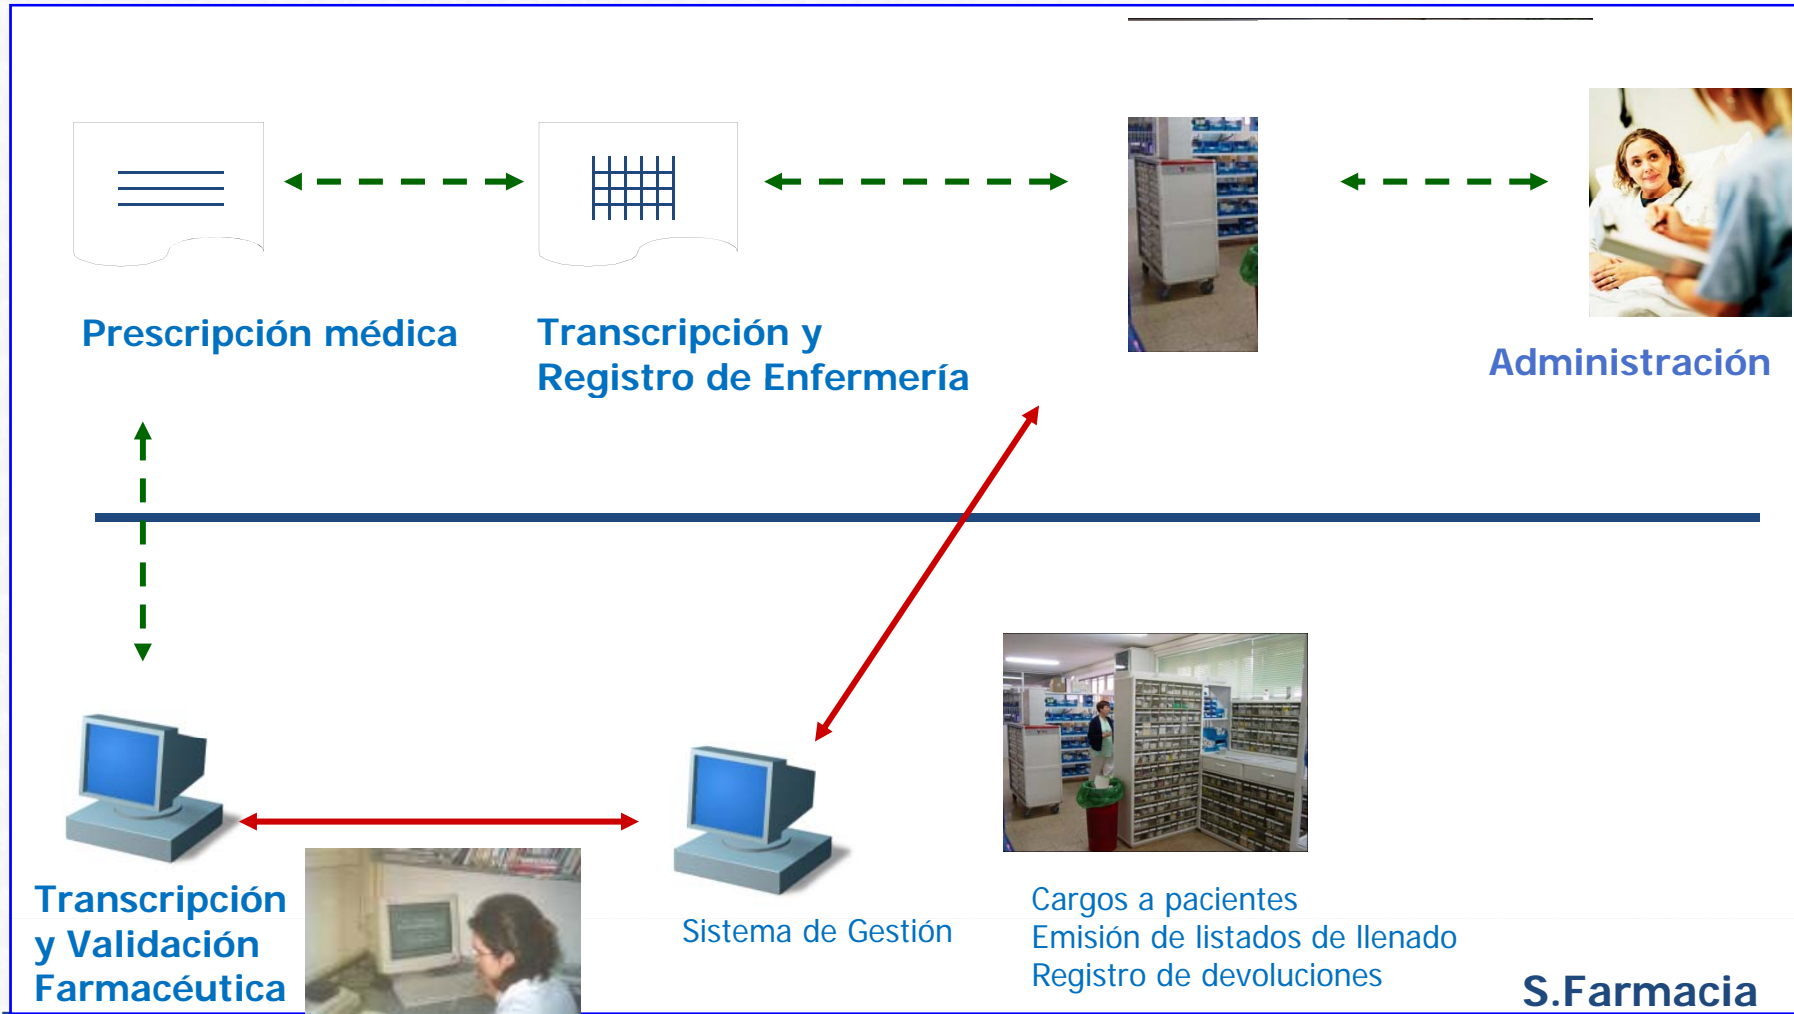 Prescripción médica
Transcripción y
Registro de Enfermería
Administración
Transcripción
y Validación
Farmacéutica
Sistema de Gestión
Cargos a pacientes
Emisión de listados de llenado
Registro de devoluciones
S.Farmacia